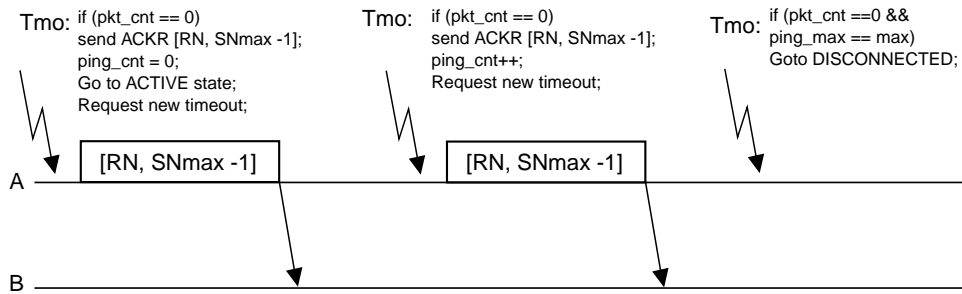 Tmo: if (pkt_cnt == 0)
send ACKR [RN, SNmax -1];
ping_cnt = 0;
Go to ACTIVE state;
Request new timeout;
Tmo: if (pkt_cnt == 0)
send ACKR [RN, SNmax -1];
ping_cnt++;
Request new timeout;
Tmo: if (pkt_cnt ==0 &&
ping_max == max)
Goto DISCONNECTED;
[RN, SNmax -1]
[RN, SNmax -1]
A
B